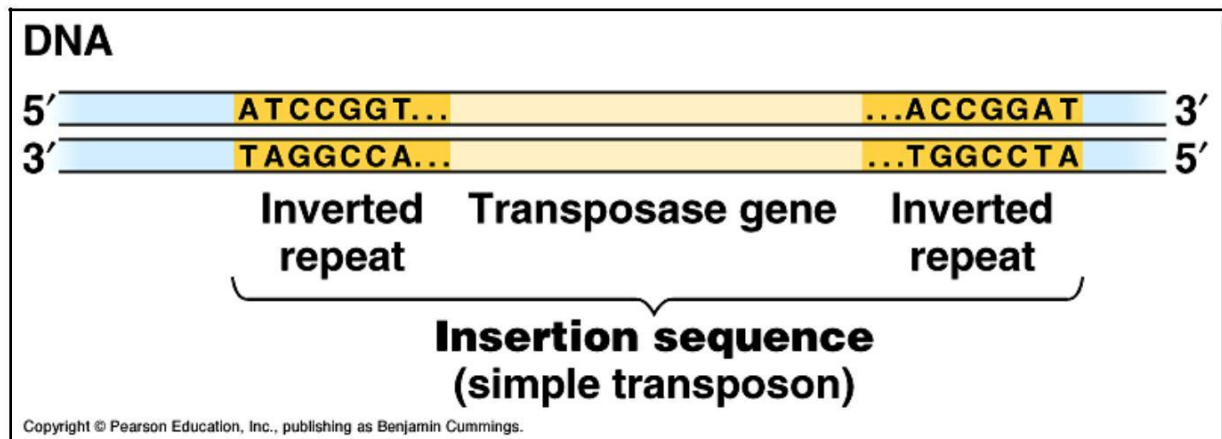 DNA
5′ ATCCGGT... ...ACCGGAT 3′
3′ TAGGCCA... ...TGGCCTA 5′
Inverted repeat Transposase gene Inverted repeat
Insertion sequence
(simple transposon)
Copyright © Pearson Education, Inc., publishing as Benjamin Cummings.